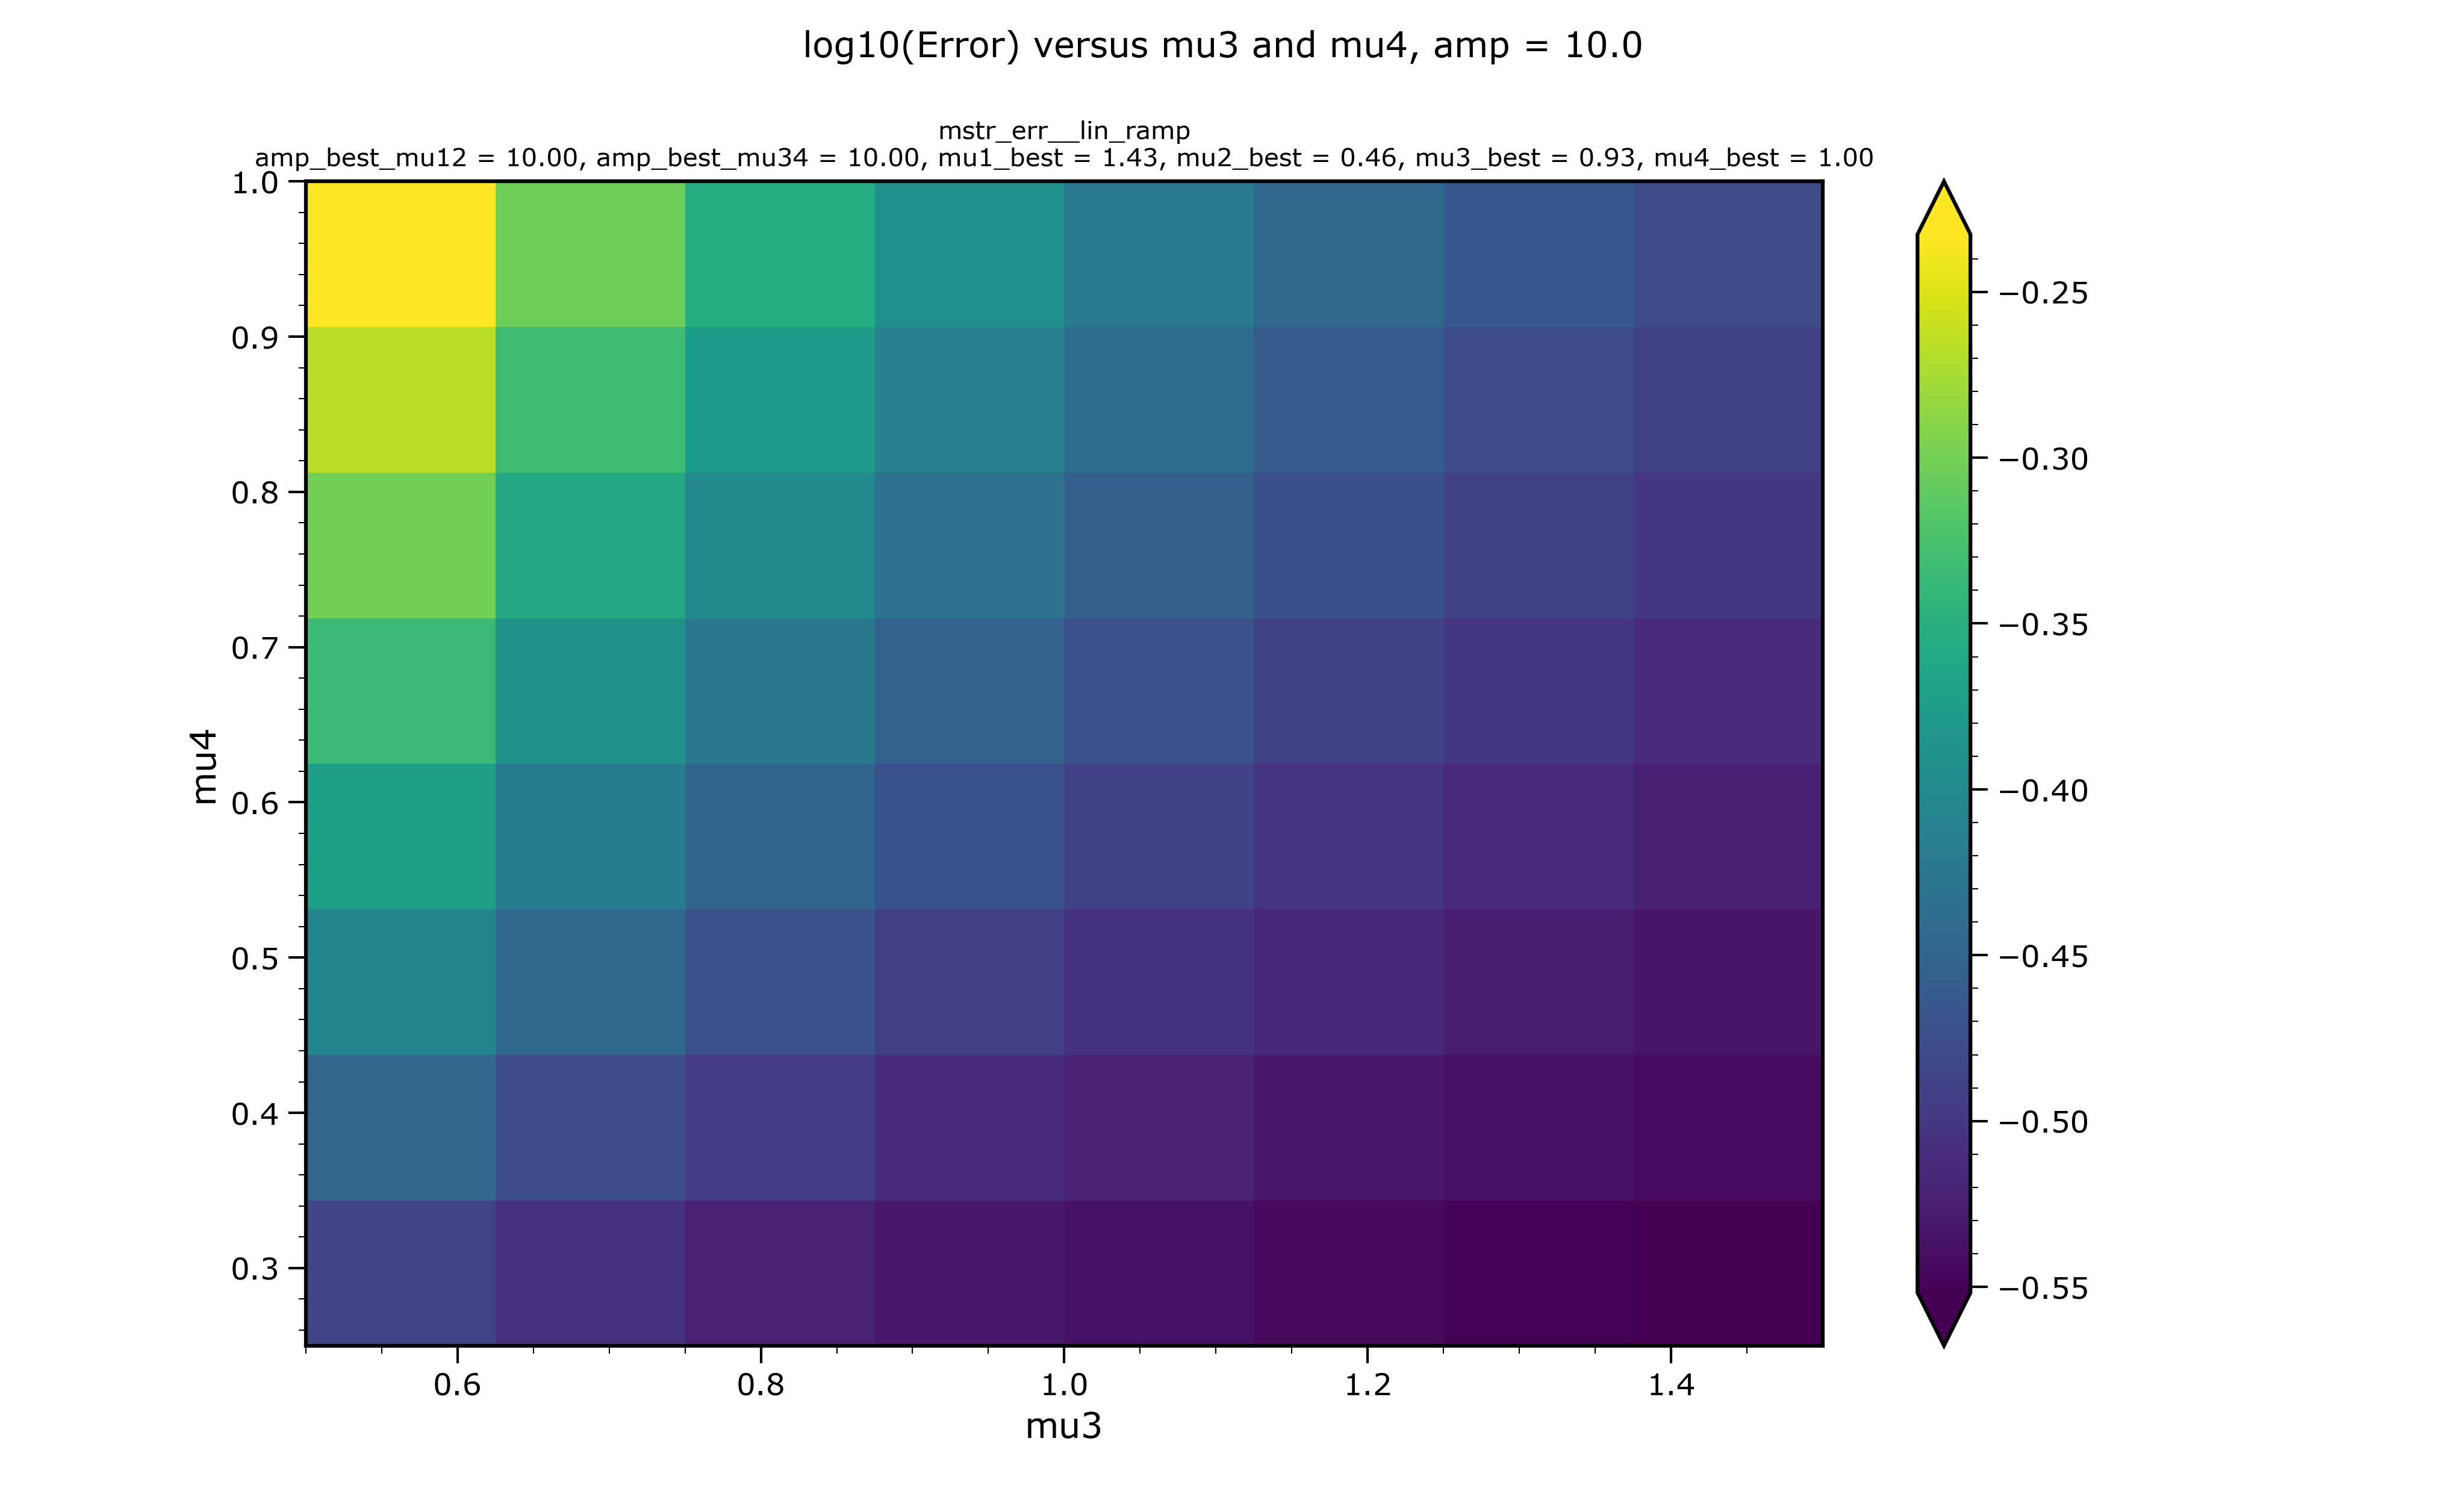 log10(Error) versus mu3 and mu4, amp = 10.0
mstr_err__lin_ramp
amp_best_mu12 = 10.00, amp_best_mu34 = 10.00, mu1_best = 1.43, mu2_best = 0.46, mu3_best = 0.93, mu4_best = 1.00
1.0
0.9
0.8
0.7
0.6
0.5
0.4
0.3
mu4
0.6 0.8 1.0 1.2 1.4
mu3
−0.25
−0.30
−0.35
−0.40
−0.45
−0.50
−0.55